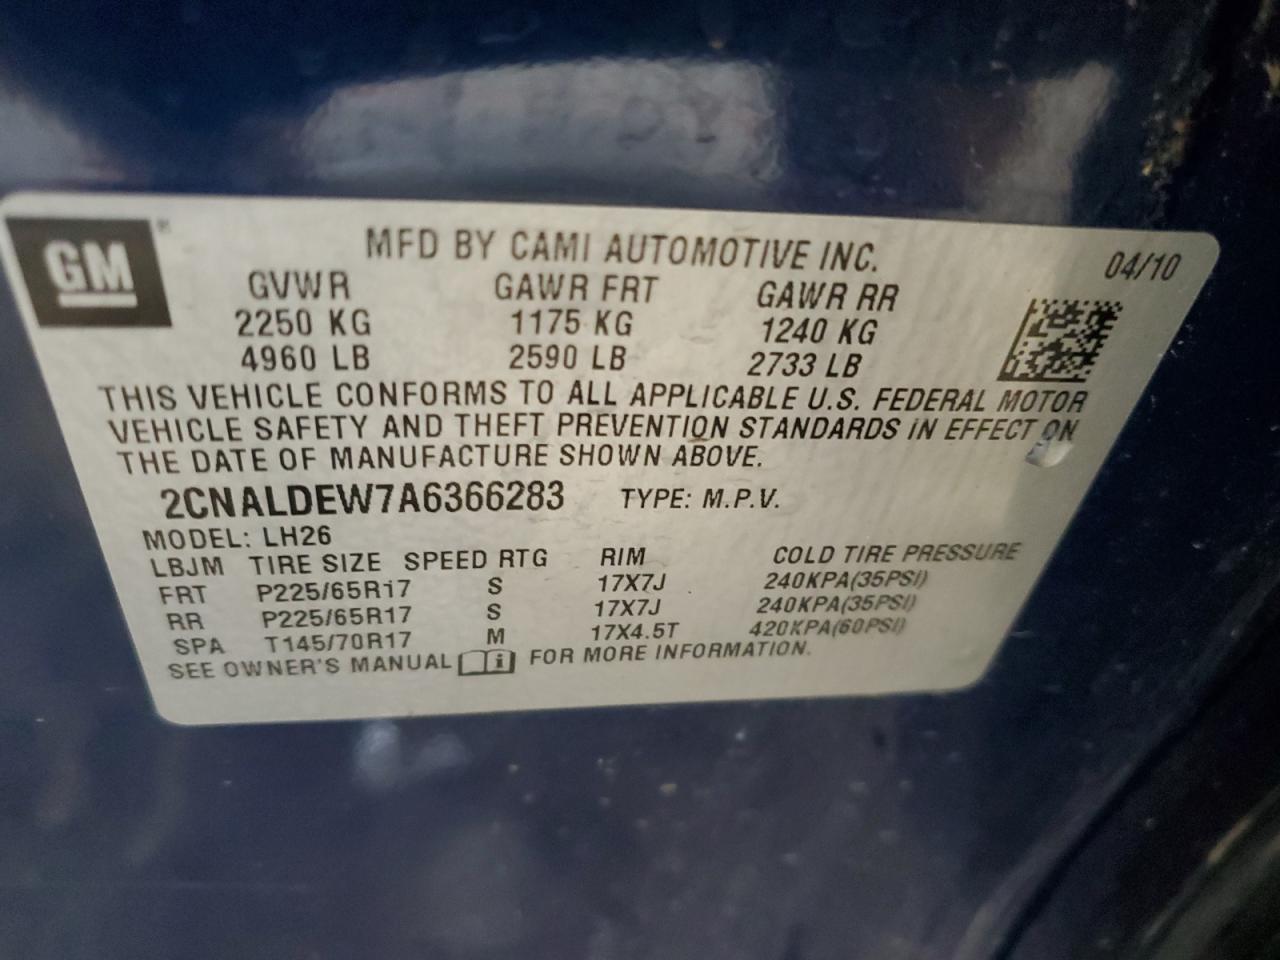 GM®
MFD BY CAMI AUTOMOTIVE INC. 04/10
GVWR GAWR FRT GAWR RR
2250 KG 1175 KG 1240 KG
4960 LB 2590 LB 2733 LB
THIS VEHICLE CONFORMS TO ALL APPLICABLE U.S. FEDERAL MOTOR
VEHICLE SAFETY AND THEFT PREVENTION STANDARDS IN EFFECT ON
THE DATE OF MANUFACTURE SHOWN ABOVE.
2CNALDEW7A6366283 TYPE: M.P.V.
MODEL: LH26
LBJM TIRE SIZE SPEED RTG RIM COLD TIRE PRESSURE
FRT P225/65R17 S 17X7J 240KPA(35PSI)
RR P225/65R17 S 17X7J 240KPA(35PSI)
SPA T145/70R17 M 17X4.5T 420KPA(60PSI)
SEE OWNER'S MANUAL i FOR MORE INFORMATION.